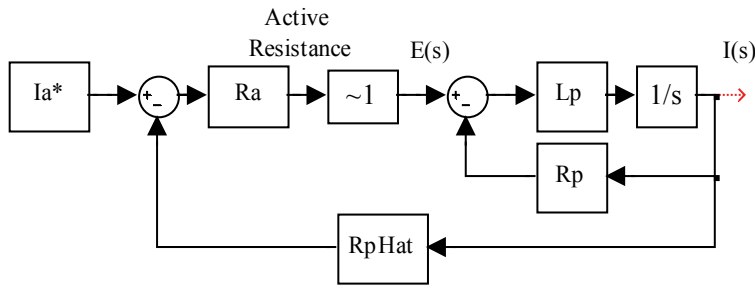 Active
Resistance
E(s)
I(s)
Ia*
+
-
Ra
~1
+
-
Lp
1/s
Rp
RpHat